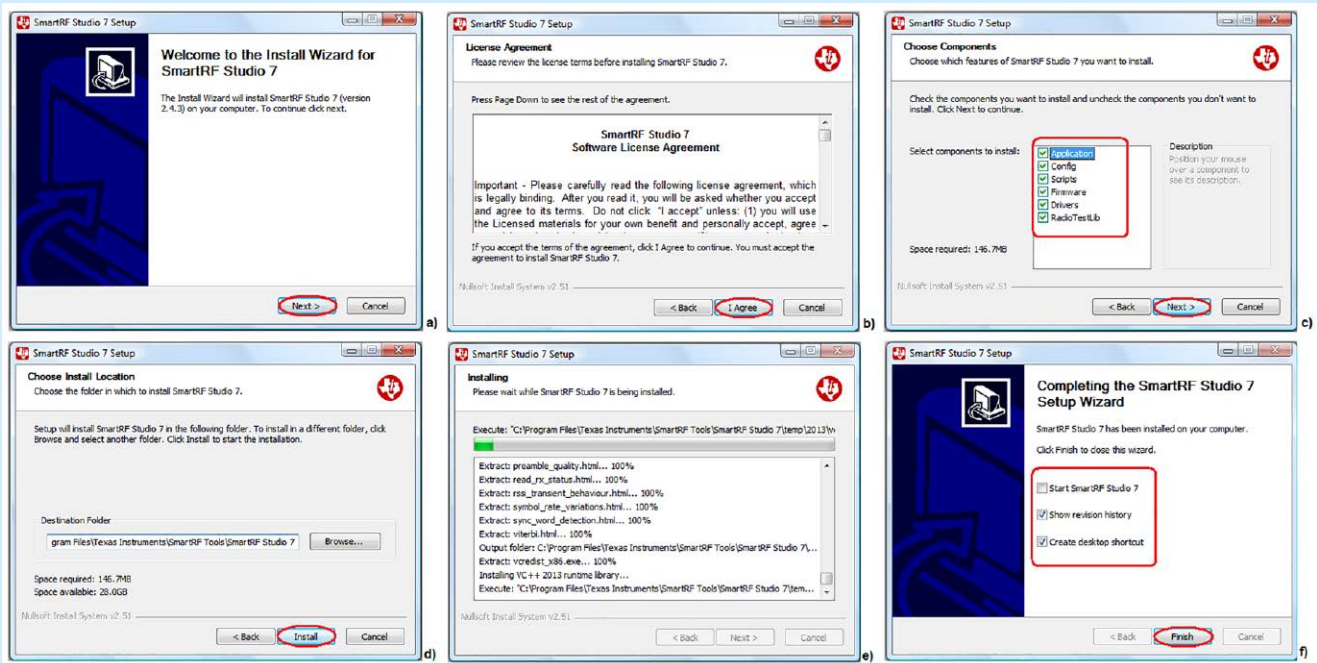 SmartRF Studio 7 Setup
Welcome to the Install Wizard for
SmartRF Studio 7
The Install Wizard will install SmartRF Studio 7 (version
2.4.3) on your computer. To continue click next.
Next >
Cancel
a)
SmartRF Studio 7 Setup
License Agreement
Please review the license terms before installing SmartRF Studio 7.
Press Page Down to see the rest of the agreement.
SmartRF Studio 7
Software License Agreement
Important - Please carefully read the following license agreement, which
is legally binding. After you read it, you will be asked whether you accept
and agree to its terms. Do not click "I accept" unless: (1) you will use
the Licensed materials for your own benefit and personally accept, agree
If you accept the terms of the agreement, click I Agree to continue. You must accept the
agreement to install SmartRF Studio 7.
Nullsoft Install System v2.51
< Back
I Agree
Cancel
b)
SmartRF Studio 7 Setup
Choose Components
Choose which features of SmartRF Studio 7 you want to install.
Check the components you want to install and uncheck the components you don't want to
install. Click Next to continue.
Select components to install:
Application
Config
Scripts
Firmware
Drivers
RadioTestLib
Description
Position your mouse
over a component to
see its description.
Space required: 146.7MB
Nullsoft Install System v2.51
< Back
Next >
Cancel
c)
SmartRF Studio 7 Setup
Choose Install Location
Choose the folder in which to install SmartRF Studio 7.
Setup will install SmartRF Studio 7 in the following folder. To install in a different folder, click
Browse and select another folder. Click Install to start the installation.
Destination Folder
gram Files\Texas Instruments\SmartRF Tools\SmartRF Studio 7
Browse...
Space required: 146.7MB
Space available: 28.0GB
Nullsoft Install System v2.51
< Back
Install
Cancel
d)
SmartRF Studio 7 Setup
Installing
Please wait while SmartRF Studio 7 is being installed.
Execute: "C:\Program Files\Texas Instruments\SmartRF Tools\SmartRF Studio 7\temp\2013\v
Extract: preamble_quality.html... 100%
Extract: read_rx_status.html... 100%
Extract: rss_transient_behaviour.html... 100%
Extract: symbol_rate_variations.html... 100%
Extract: sync_word_detection.html... 100%
Extract: viterbi.html... 100%
Output folder: C:\Program Files\Texas Instruments\SmartRF Tools\SmartRF Studio 7\...
Extract: vcredist_x86.exe... 100%
Installing VC++ 2013 runtime library...
Execute: "C:\Program Files\Texas Instruments\SmartRF Tools\SmartRF Studio 7\tem...
Nullsoft Install System v2.51
< Back
Next >
Cancel
e)
SmartRF Studio 7 Setup
Completing the SmartRF Studio 7
Setup Wizard
SmartRF Studio 7 has been installed on your computer.
Click Finish to close this wizard.
Start SmartRF Studio 7
Show revision history
Create desktop shortcut
< Back
Finish
Cancel
f)